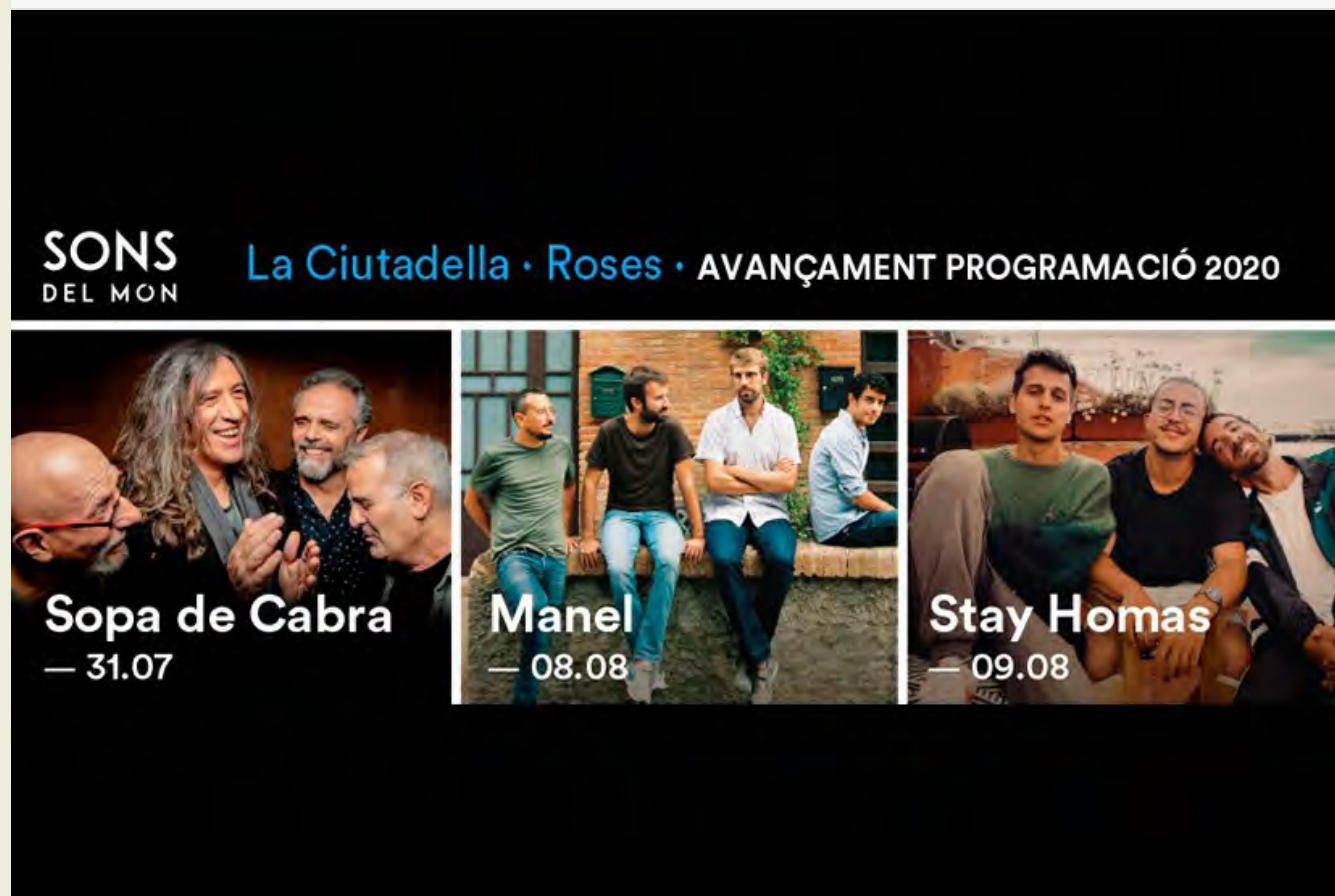 SONS
DEL MÓN
La Ciutadella · Roses · AVANÇAMENT PROGRAMACIÓ 2020
Sopa de Cabra
— 31.07
Manel
— 08.08
Stay Homas
— 09.08